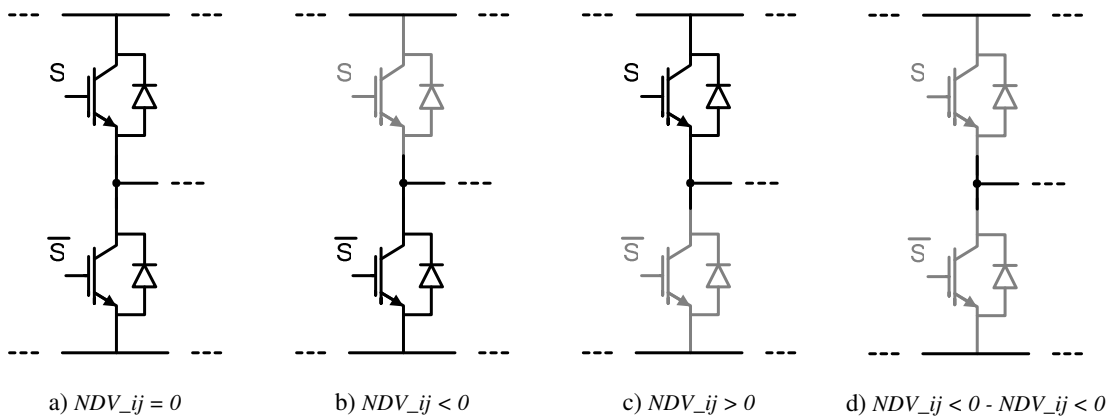 S S S S
S̅ S̅ S̅ S̅
a) NDV_ij = 0 b) NDV_ij < 0 c) NDV_ij > 0 d) NDV_ij < 0 - NDV_ij < 0